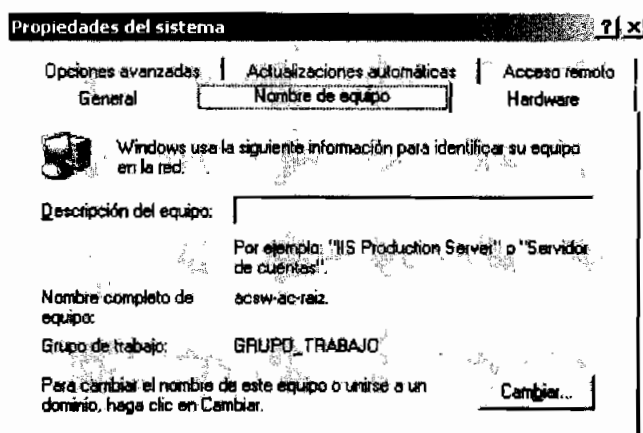 Propiedades del sistema
Opciones avanzadas Actualizaciones automáticas Acceso remoto
General Nombre de equipo Hardware
Windows usa la siguiente información para identificar su equipo
en la red.
Descripción del equipo:
Por ejemplo: "IIS Production Server" o "Servidor
de cuentas".
Nombre completo de
equipo:
acsw-ac-raiz.
Grupo de trabajo: GRUPO_TRABAJO
Para cambiar el nombre de este equipo o unirse a un
dominio, haga clic en Cambiar.
Cambiar...